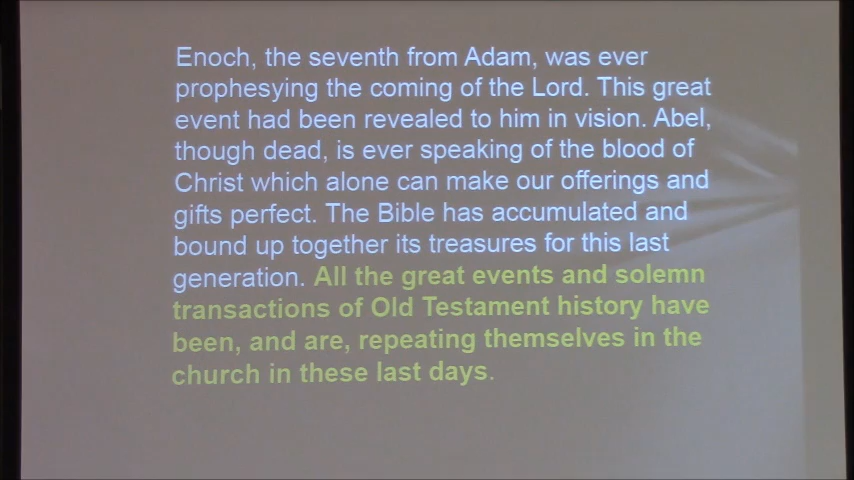 Enoch, the seventh from Adam, was ever
prophesying the coming of the Lord. This great
event had been revealed to him in vision. Abel,
though dead, is ever speaking of the blood of
Christ which alone can make our offerings and
gifts perfect. The Bible has accumulated and
bound up together its treasures for this last
generation. All the great events and solemn
transactions of Old Testament history have
been, and are, repeating themselves in the
church in these last days.